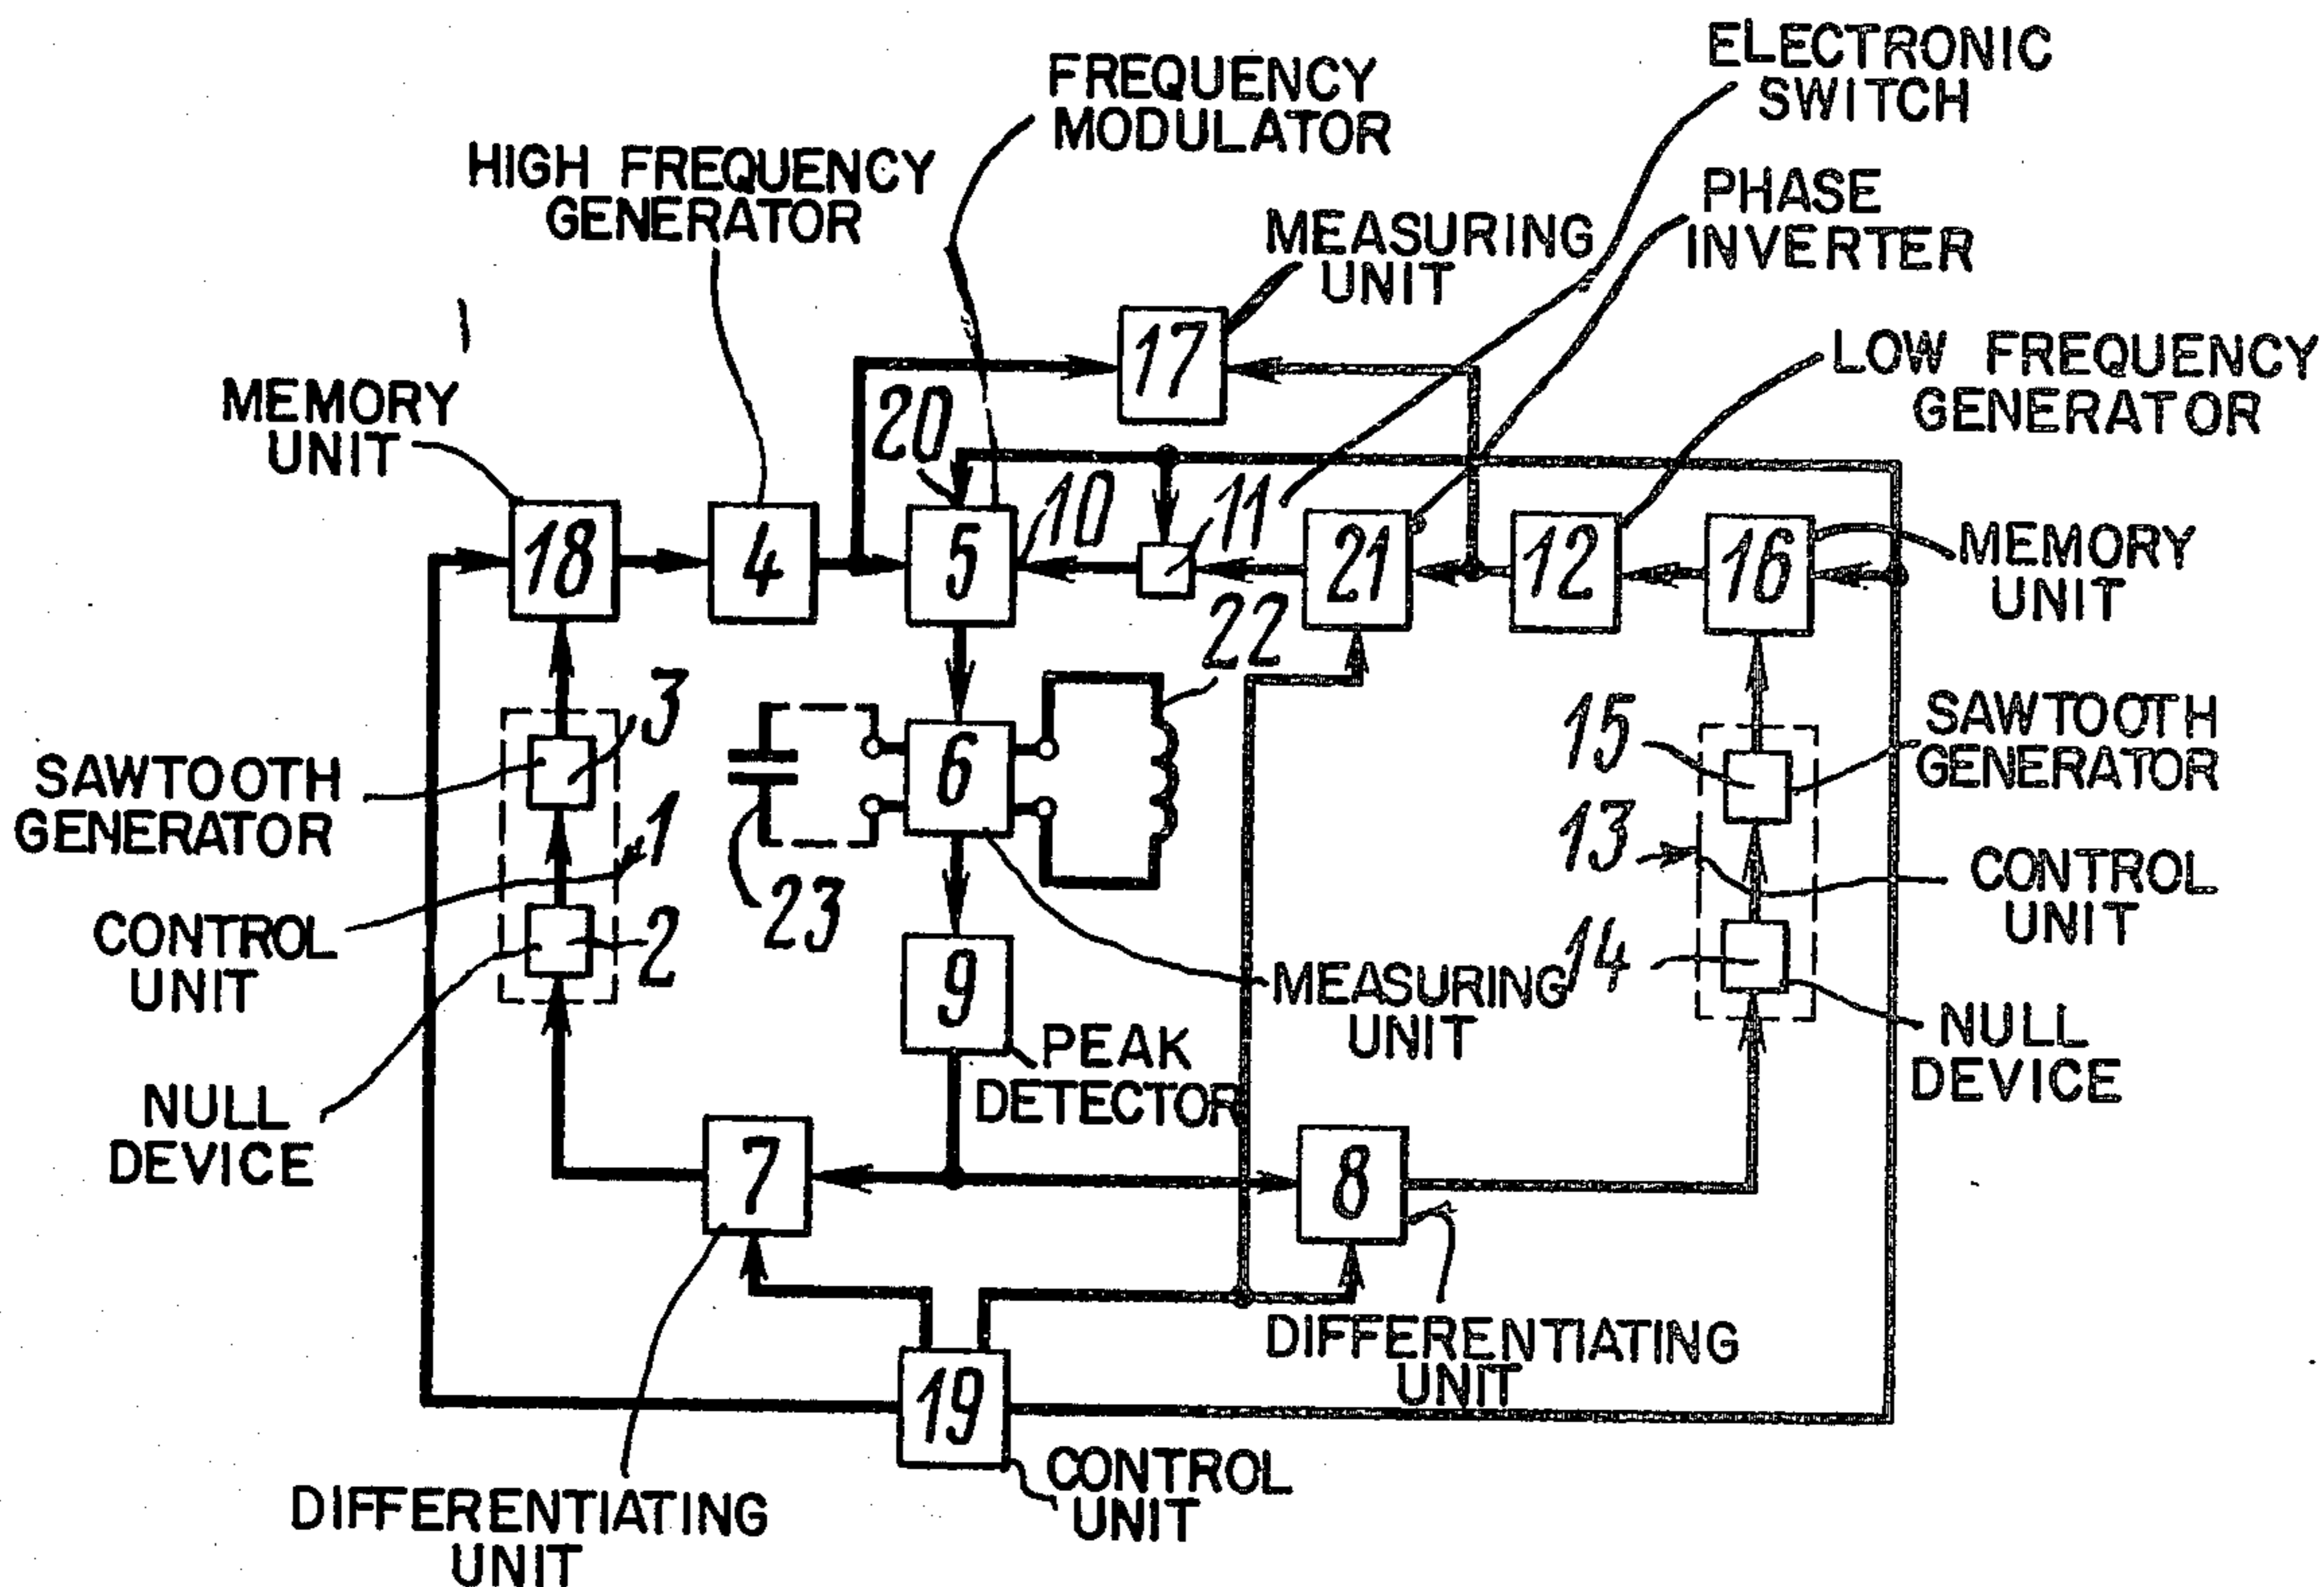 ELECTRONIC
SWITCH
FREQUENCY
MODULATOR
HIGH FREQUENCY
GENERATOR
PHASE
INVERTER
MEASURING
UNIT
17
LOW FREQUENCY
GENERATOR
MEMORY
UNIT
20
18
4
5
10
11
21
12
16
MEMORY
UNIT
22
3
SAWTOOTH
GENERATOR
6
15
SAWTOOTH
GENERATOR
1
13
23
CONTROL
UNIT
2
CONTROL
UNIT
14
9
MEASURING
UNIT
PEAK
DETECTOR
NULL
DEVICE
NULL
DEVICE
7
8
DIFFERENTIATING
UNIT
19
CONTROL
UNIT
DIFFERENTIATING
UNIT